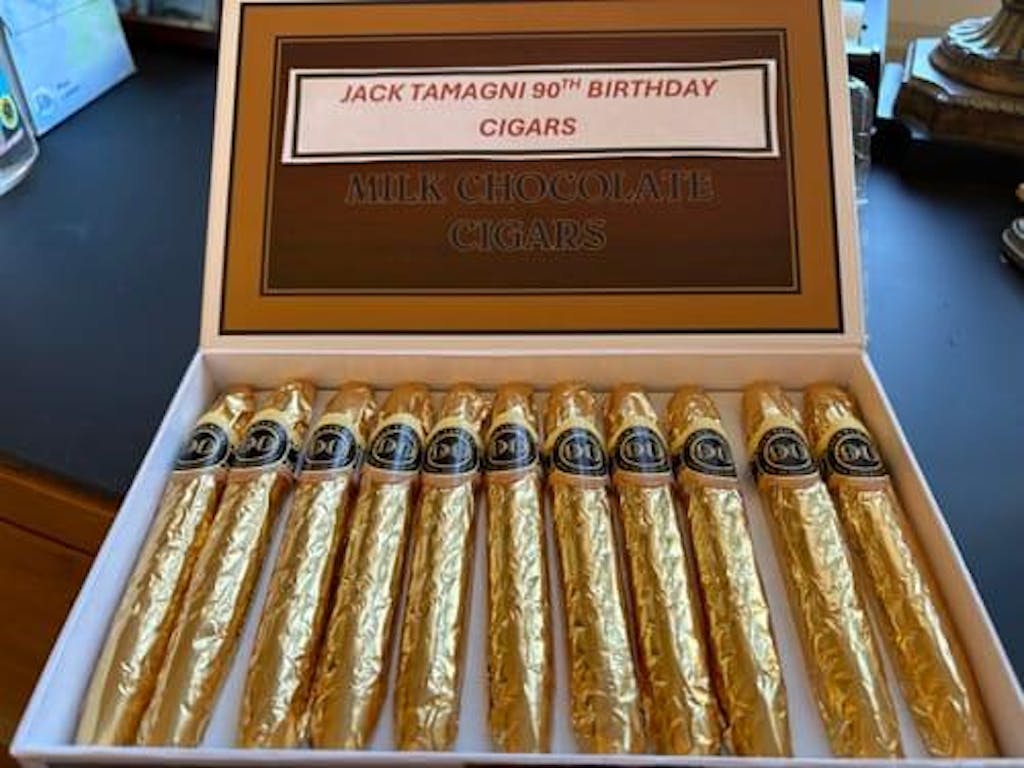 JACK TAMAGNI 90TH BIRTHDAY
CIGARS
MILK CHOCOLATE
CIGARS